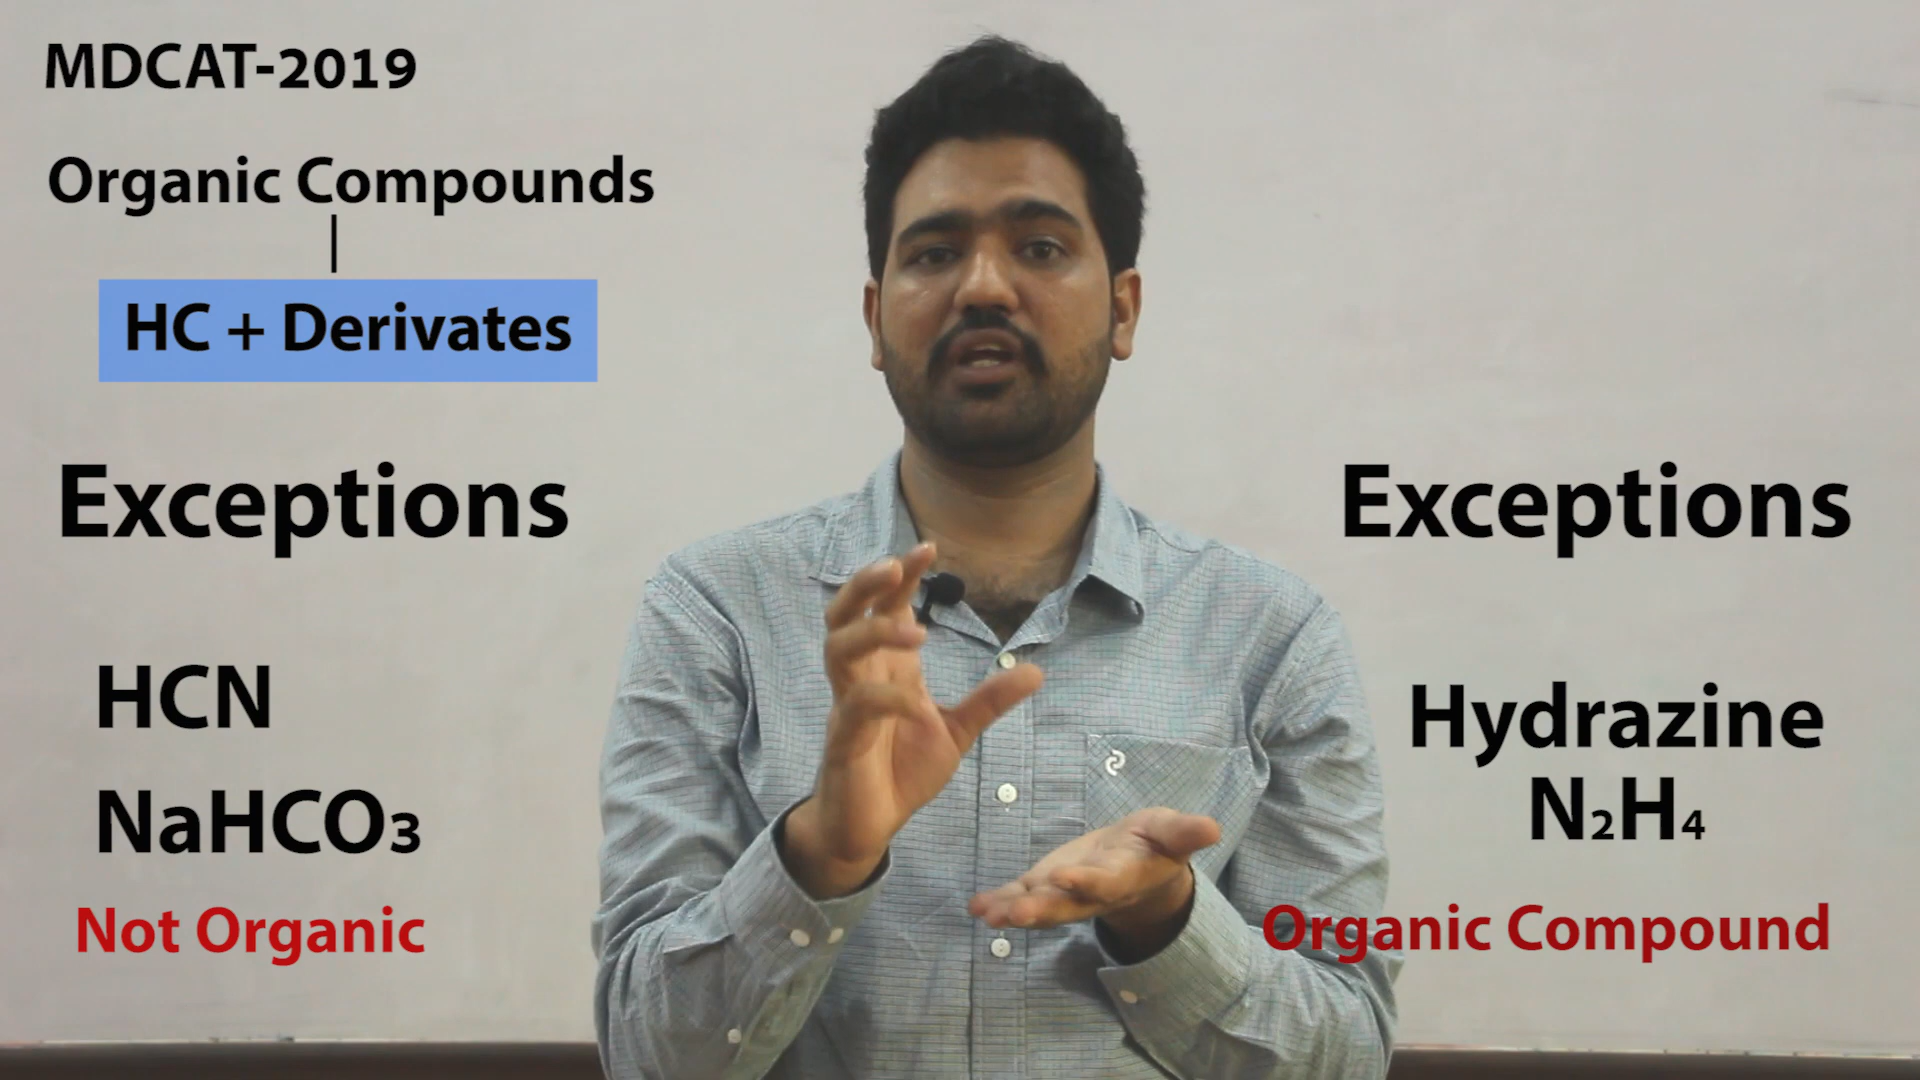 MDCAT-2019
Organic Compounds
HC + Derivates
Exceptions
HCN
NaHCO₃
Not Organic
Exceptions
Hydrazine
N₂H₄
Organic Compound